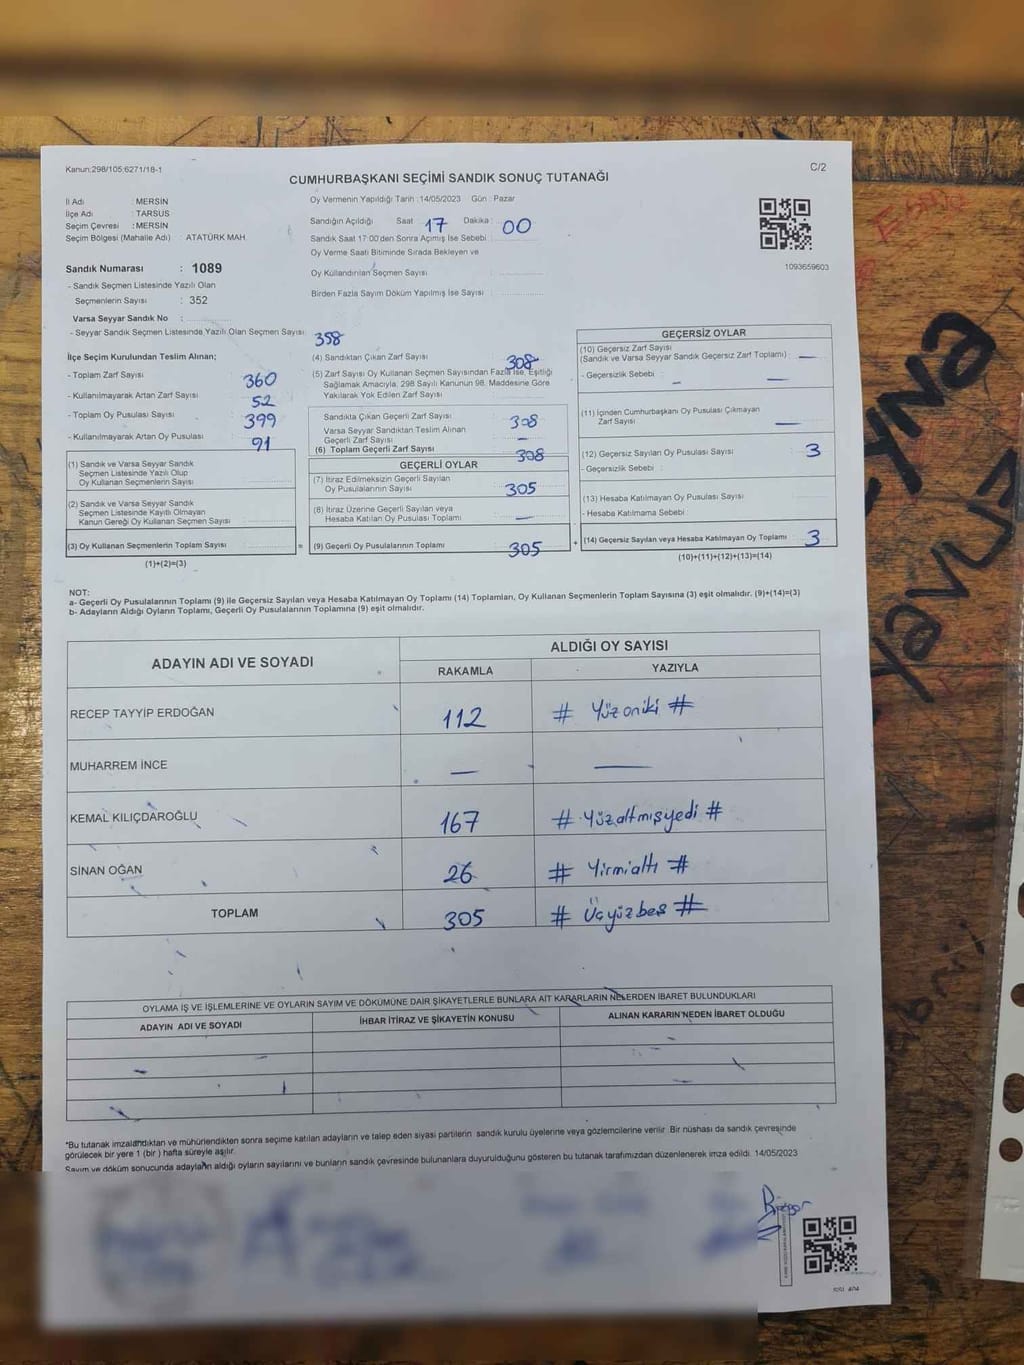 Kanun:298/105;6271/18-1
C/2
CUMHURBAŞKANI SEÇİMİ SANDIK SONUÇ TUTANAĞI
İl Adı : MERSİN
İlçe Adı : TARSUS
Seçim Çevresi : MERSİN
Seçim Bölgesi (Mahalle Adı) : ATATÜRK MAH.
Sandık Numarası : 1089
- Sandık Seçmen Listesinde Yazılı Olan
Seçmenlerin Sayısı : 352
Varsa Seyyar Sandık No :
- Seyyar Sandık Seçmen Listesinde Yazılı Olan Seçmen Sayısı: 358
Oy Vermenin Yapıldığı Tarih : 14/05/2023 Gün : Pazar
Sandığın Açıldığı Saat 17 Dakika : 00
Sandık Saat 17:00'den Sonra Açılmış İse Sebebi :
Oy Verme Saati Bitiminde Sırada Bekleyen ve
Oy Kullandırılan Seçmen Sayısı :
Birden Fazla Sayım Döküm Yapılmış İse Sayısı :
1093659603
İlçe Seçim Kurulundan Teslim Alınan;
- Toplam Zarf Sayısı 360
- Kullanılmayarak Artan Zarf Sayısı 52
- Toplam Oy Pusulası Sayısı 399
- Kullanılmayarak Artan Oy Pusulası 91
(1) Sandık ve Varsa Seyyar Sandık
Seçmen Listesinde Yazılı Olup
Oy Kullanan Seçmenlerin Sayısı
(2) Sandık ve Varsa Seyyar Sandık
Seçmen Listesinde Kayıtlı Olmayan
Kanun Gereği Oy Kullanan Seçmen Sayısı
(3) Oy Kullanan Seçmenlerin Toplam Sayısı
(1)+(2)=(3)
=
(4) Sandıktan Çıkan Zarf Sayısı 308
(5) Zarf Sayısı Oy Kullanan Seçmen Sayısından Fazla ise, Eşitliği
Sağlamak Amacıyla, 298 Sayılı Kanunun 98. Maddesine Göre
Yakılarak Yok Edilen Zarf Sayısı
Sandıkta Çıkan Geçerli Zarf Sayısı : 308
Varsa Seyyar Sandıktan Teslim Alınan
Geçerli Zarf Sayısı : —
(6) Toplam Geçerli Zarf Sayısı : 308
GEÇERLİ OYLAR
(7) İtiraz Edilmeksizin Geçerli Sayılan
Oy Pusulalarının Sayısı : 305
(8) İtiraz Üzerine Geçerli Sayılan veya
Hesaba Katılan Oy Pusulası Toplamı : —
(9) Geçerli Oy Pusulalarının Toplamı : 305
+
GEÇERSİZ OYLAR
(10) Geçersiz Zarf Sayısı
(Sandık ve Varsa Seyyar Sandık Geçersiz Zarf Toplamı) : —
- Geçersizlik Sebebi : — —
(11) İçinden Cumhurbaşkanı Oy Pusulası Çıkmayan
Zarf Sayısı : —
(12) Geçersiz Sayılan Oy Pusulası Sayısı : 3
- Geçersizlik Sebebi :
(13) Hesaba Katılmayan Oy Pusulası Sayısı :
- Hesaba Katılmama Sebebi :
(14) Geçersiz Sayılan veya Hesaba Katılmayan Oy Toplamı : 3
(10)+(11)+(12)+(13)=(14)
NOT:
a- Geçerli Oy Pusulalarının Toplamı (9) ile Geçersiz Sayılan veya Hesaba Katılmayan Oy Toplamı (14) Toplamları, Oy Kullanan Seçmenlerin Toplam Sayısına (3) eşit olmalıdır. (9)+(14)=(3)
b- Adayların Aldığı Oyların Toplamı, Geçerli Oy Pusulalarının Toplamına (9) eşit olmalıdır.
ADAYIN ADI VE SOYADI
ALDIĞI OY SAYISI
RAKAMLA YAZIYLA
RECEP TAYYİP ERDOĞAN 112 # Yüzoniki #
MUHARREM İNCE — —
KEMAL KILIÇDAROĞLU 167 # Yüzaltmışyedi #
SİNAN OĞAN 26 # Yirmialtı #
TOPLAM 305 # Üçyüzbeş #
OYLAMA İŞ VE İŞLEMLERİNE VE OYLARIN SAYIM VE DÖKÜMÜNE DAİR ŞİKAYETLERLE BUNLARA AİT KARARLARIN NELERDEN İBARET BULUNDUKLARI
ADAYIN ADI VE SOYADI İHBAR İTİRAZ VE ŞİKAYETİN KONUSU ALINAN KARARIN NEDEN İBARET OLDUĞU
*Bu tutanak imzalandıktan ve mühürlendikten sonra seçime katılan adayların ve talep eden siyasi partilerin sandık kurulu üyelerine veya gözlemcilerine verilir. Bir nüshası da sandık çevresinde
görülecek bir yere 1 (bir ) hafta süreyle asılır.
Sayım ve döküm sonucunda adayların aldığı oyların sayılarını ve bunların sandık çevresinde bulunanlara duyurulduğunu gösteren bu tutanak tarafımızdan düzenlenerek imza edildi. 14/05/2023